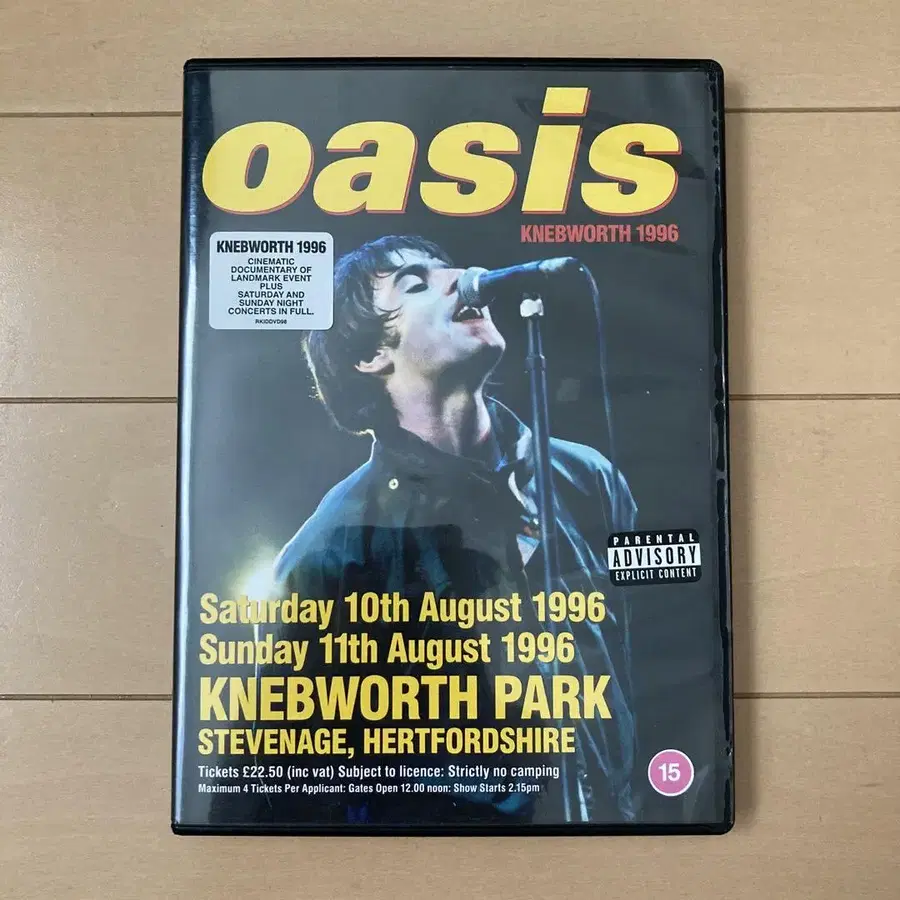 oasis
KNEBWORTH 1996
KNEBWORTH 1996
CINEMATIC
DOCUMENTARY OF
LANDMARK EVENT
PLUS
SATURDAY AND
SUNDAY NIGHT
CONCERTS IN FULL.
RKIDDVD98
PARENTAL
ADVISORY
EXPLICIT CONTENT
Saturday 10th August 1996
Sunday 11th August 1996
KNEBWORTH PARK
STEVENAGE, HERTFORDSHIRE
Tickets £22.50 (inc vat) Subject to licence: Strictly no camping
Maximum 4 Tickets Per Applicant: Gates Open 12.00 noon: Show Starts 2.15pm
15